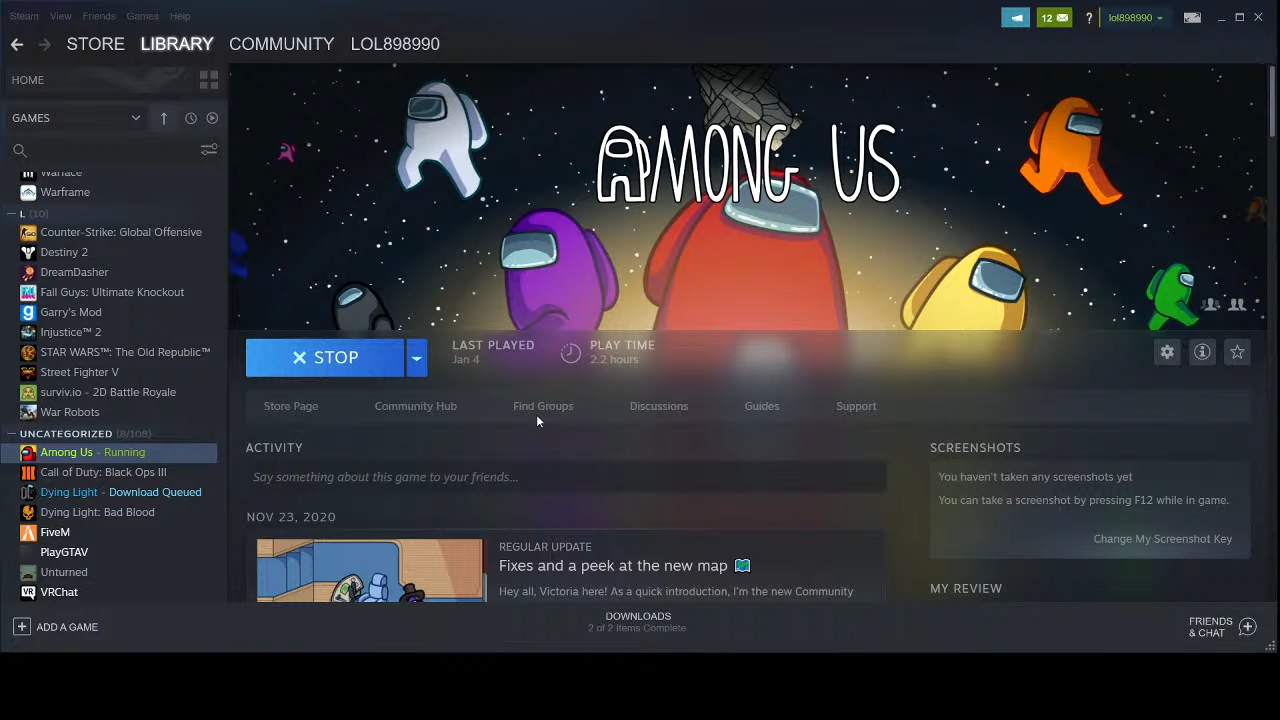 Steam View Friends Games Help
12
?
lol898990
STORE LIBRARY COMMUNITY LOL898990
HOME
GAMES
Warface
Warframe
L (10)
Counter-Strike: Global Offensive
Destiny 2
DreamDasher
Fall Guys: Ultimate Knockout
Garry's Mod
Injustice™ 2
STAR WARS™: The Old Republic™
Street Fighter V
surviv.io - 2D Battle Royale
War Robots
UNCATEGORIZED (8/108)
Among Us - Running
Call of Duty: Black Ops III
Dying Light - Download Queued
Dying Light: Bad Blood
FiveM
PlayGTAV
Unturned
VRChat
ADD A GAME
AMONG US
STOP
LAST PLAYED
Jan 4
PLAY TIME
2.2 hours
Store Page Community Hub Find Groups Discussions Guides Support
ACTIVITY
Say something about this game to your friends...
NOV 23, 2020
REGULAR UPDATE
Fixes and a peek at the new map
Hey all, Victoria here! As a quick introduction, I'm the new Community
SCREENSHOTS
You haven't taken any screenshots yet
You can take a screenshot by pressing F12 while in game.
Change My Screenshot Key
MY REVIEW
DOWNLOADS
2 of 2 Items Complete
FRIENDS
& CHAT